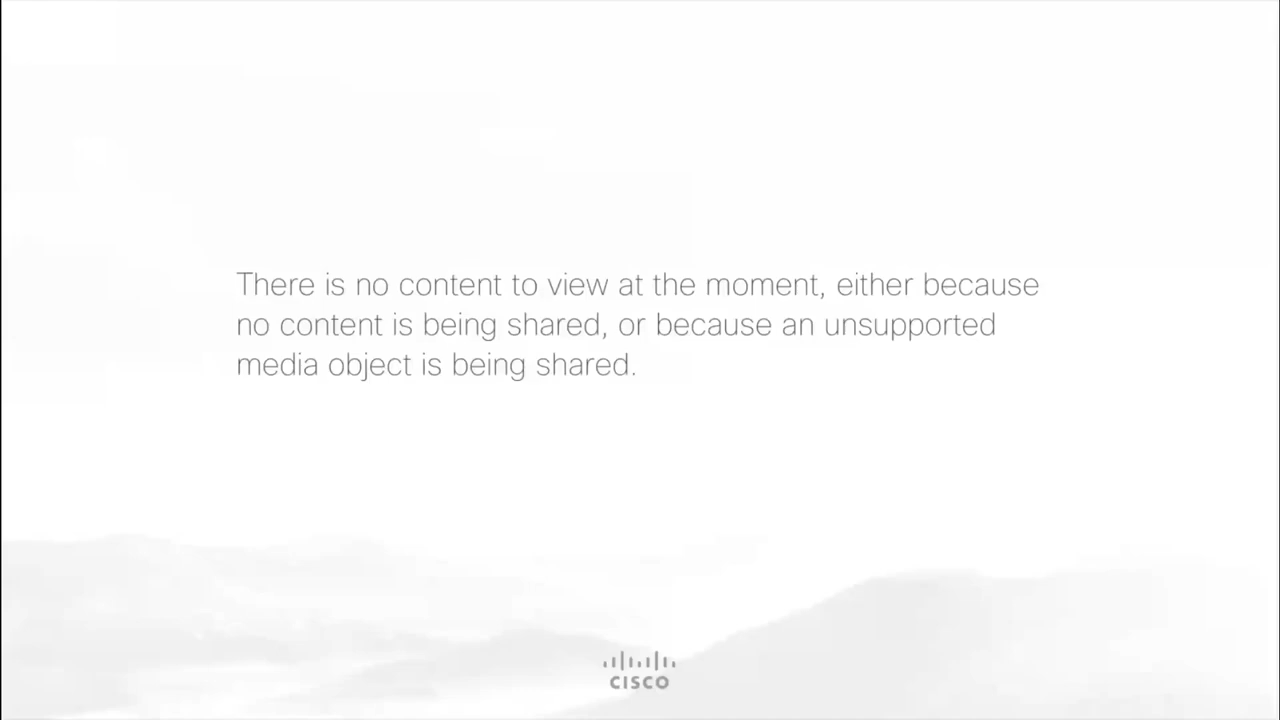 There is no content to view at the moment, either because
no content is being shared, or because an unsupported
media object is being shared.
CISCO